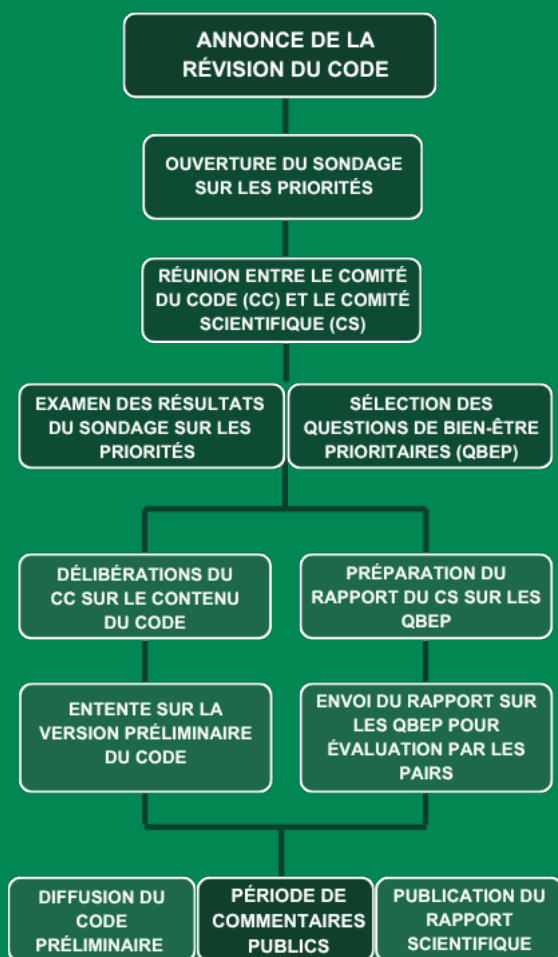 ANNONCE DE LA
RÉVISION DU CODE
OUVERTURE DU SONDAGE
SUR LES PRIORITÉS
RÉUNION ENTRE LE COMITÉ
DU CODE (CC) ET LE COMITÉ
SCIENTIFIQUE (CS)
EXAMEN DES RÉSULTATS
DU SONDAGE SUR LES
PRIORITÉS
SÉLECTION DES
QUESTIONS DE BIEN-ÊTRE
PRIORITAIRES (QBEP)
DÉLIBÉRATIONS DU
CC SUR LE CONTENU
DU CODE
PRÉPARATION DU
RAPPORT DU CS SUR LES
QBEP
ENTENTE SUR LA
VERSION PRÉLIMINAIRE
DU CODE
ENVOI DU RAPPORT SUR
LES QBEP POUR
ÉVALUATION PAR LES
PAIRS
DIFFUSION DU
CODE
PRÉLIMINAIRE
PÉRIODE DE
COMMENTAIRES
PUBLICS
PUBLICATION DU
RAPPORT
SCIENTIFIQUE